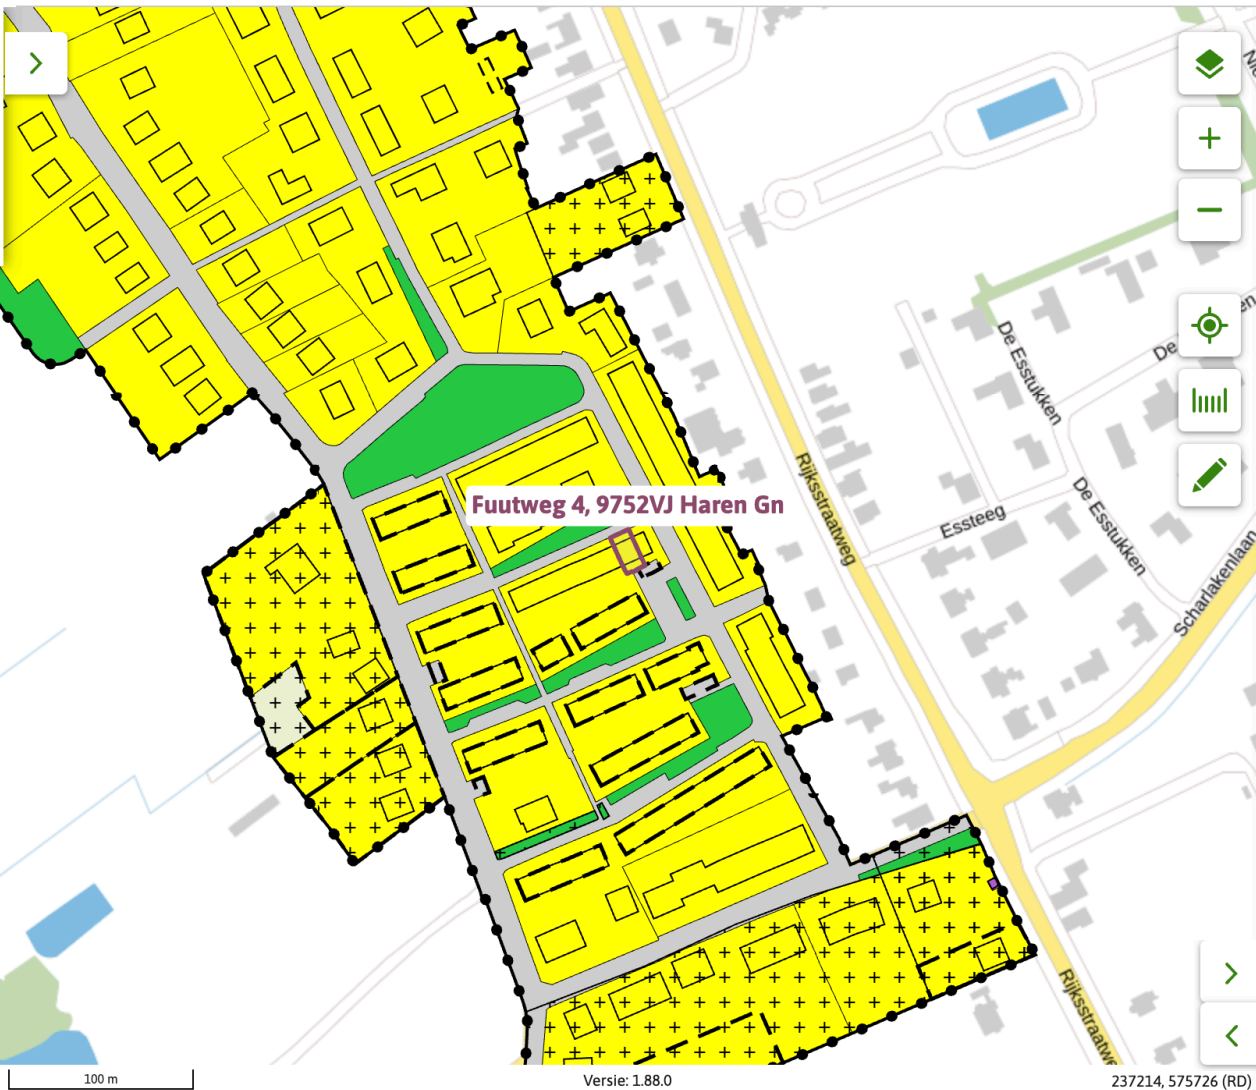 De Esstukken
De
Rijksstraatweg
De Esstukken
Essteeg
Scharlakenlaan
Fuutweg 4, 9752VJ Haren Gn
Rijksstraatweg
100 m
Versie: 1.88.0
237214, 575726 (RD)